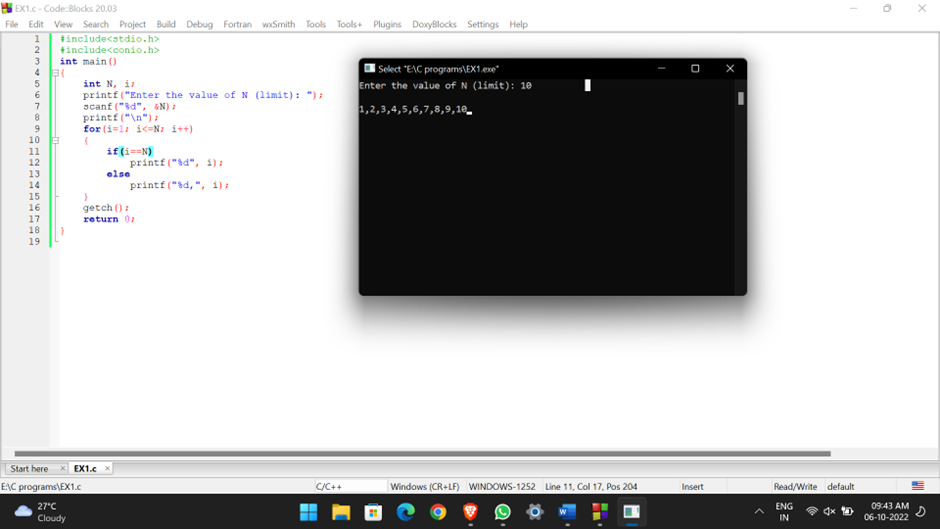 EX1.c - Code::Blocks 20.03
File Edit View Search Project Build Debug Fortran wxSmith Tools Tools+ Plugins DoxyBlocks Settings Help
1 #include<stdio.h>
2 #include<conio.h>
3 int main()
4 {
5 int N, i;
6 printf("Enter the value of N (limit): ");
7 scanf("%d", &N);
8 printf("\n");
9 for(i=1; i<=N; i++)
10 {
11 if(i==N)
12 printf("%d", i);
13 else
14 printf("%d,", i);
15 }
16 getch();
17 return 0;
18 }
19
Select "E:\C programs\EX1.exe"
Enter the value of N (limit): 10
1,2,3,4,5,6,7,8,9,10
Start here EX1.c
E:\C programs\EX1.c C/C++ Windows (CR+LF) WINDOWS-1252 Line 11, Col 17, Pos 204 Insert Read/Write default
27°C
Cloudy
ENG
IN
09:43 AM
06-10-2022